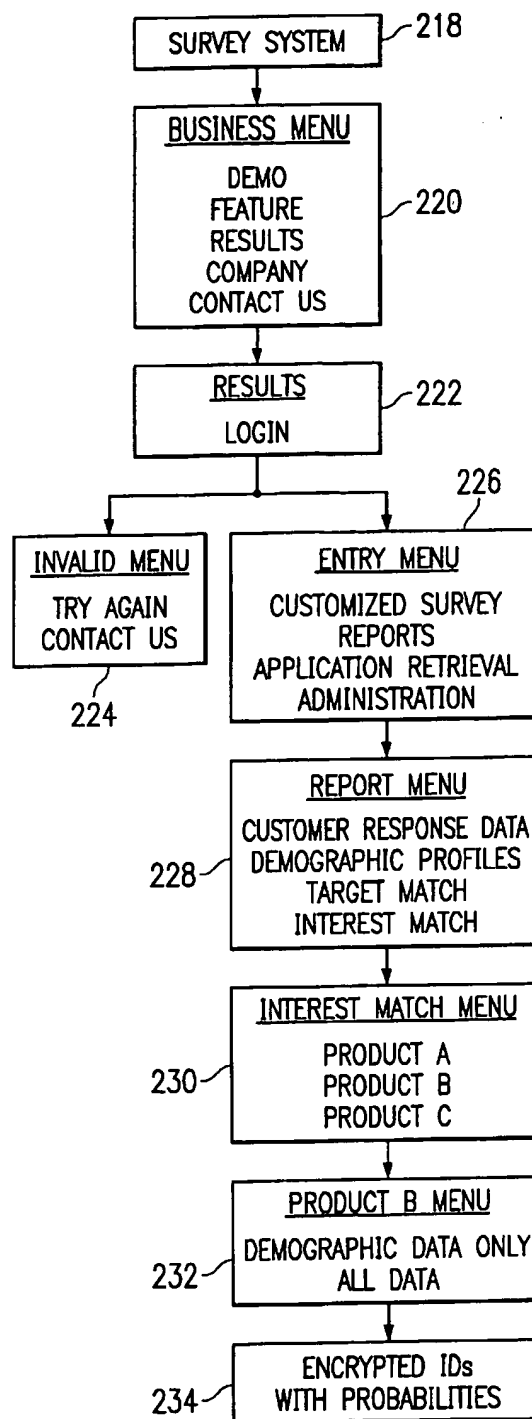 SURVEY SYSTEM
218
BUSINESS MENU
DEMO
FEATURE
RESULTS
COMPANY
CONTACT US
220
RESULTS
LOGIN
222
226
INVALID MENU
TRY AGAIN
CONTACT US
224
ENTRY MENU
CUSTOMIZED SURVEY
REPORTS
APPLICATION RETRIEVAL
ADMINISTRATION
REPORT MENU
CUSTOMER RESPONSE DATA
DEMOGRAPHIC PROFILES
TARGET MATCH
INTEREST MATCH
228
INTEREST MATCH MENU
PRODUCT A
PRODUCT B
PRODUCT C
230
PRODUCT B MENU
DEMOGRAPHIC DATA ONLY
ALL DATA
232
ENCRYPTED IDs
WITH PROBABILITIES
234